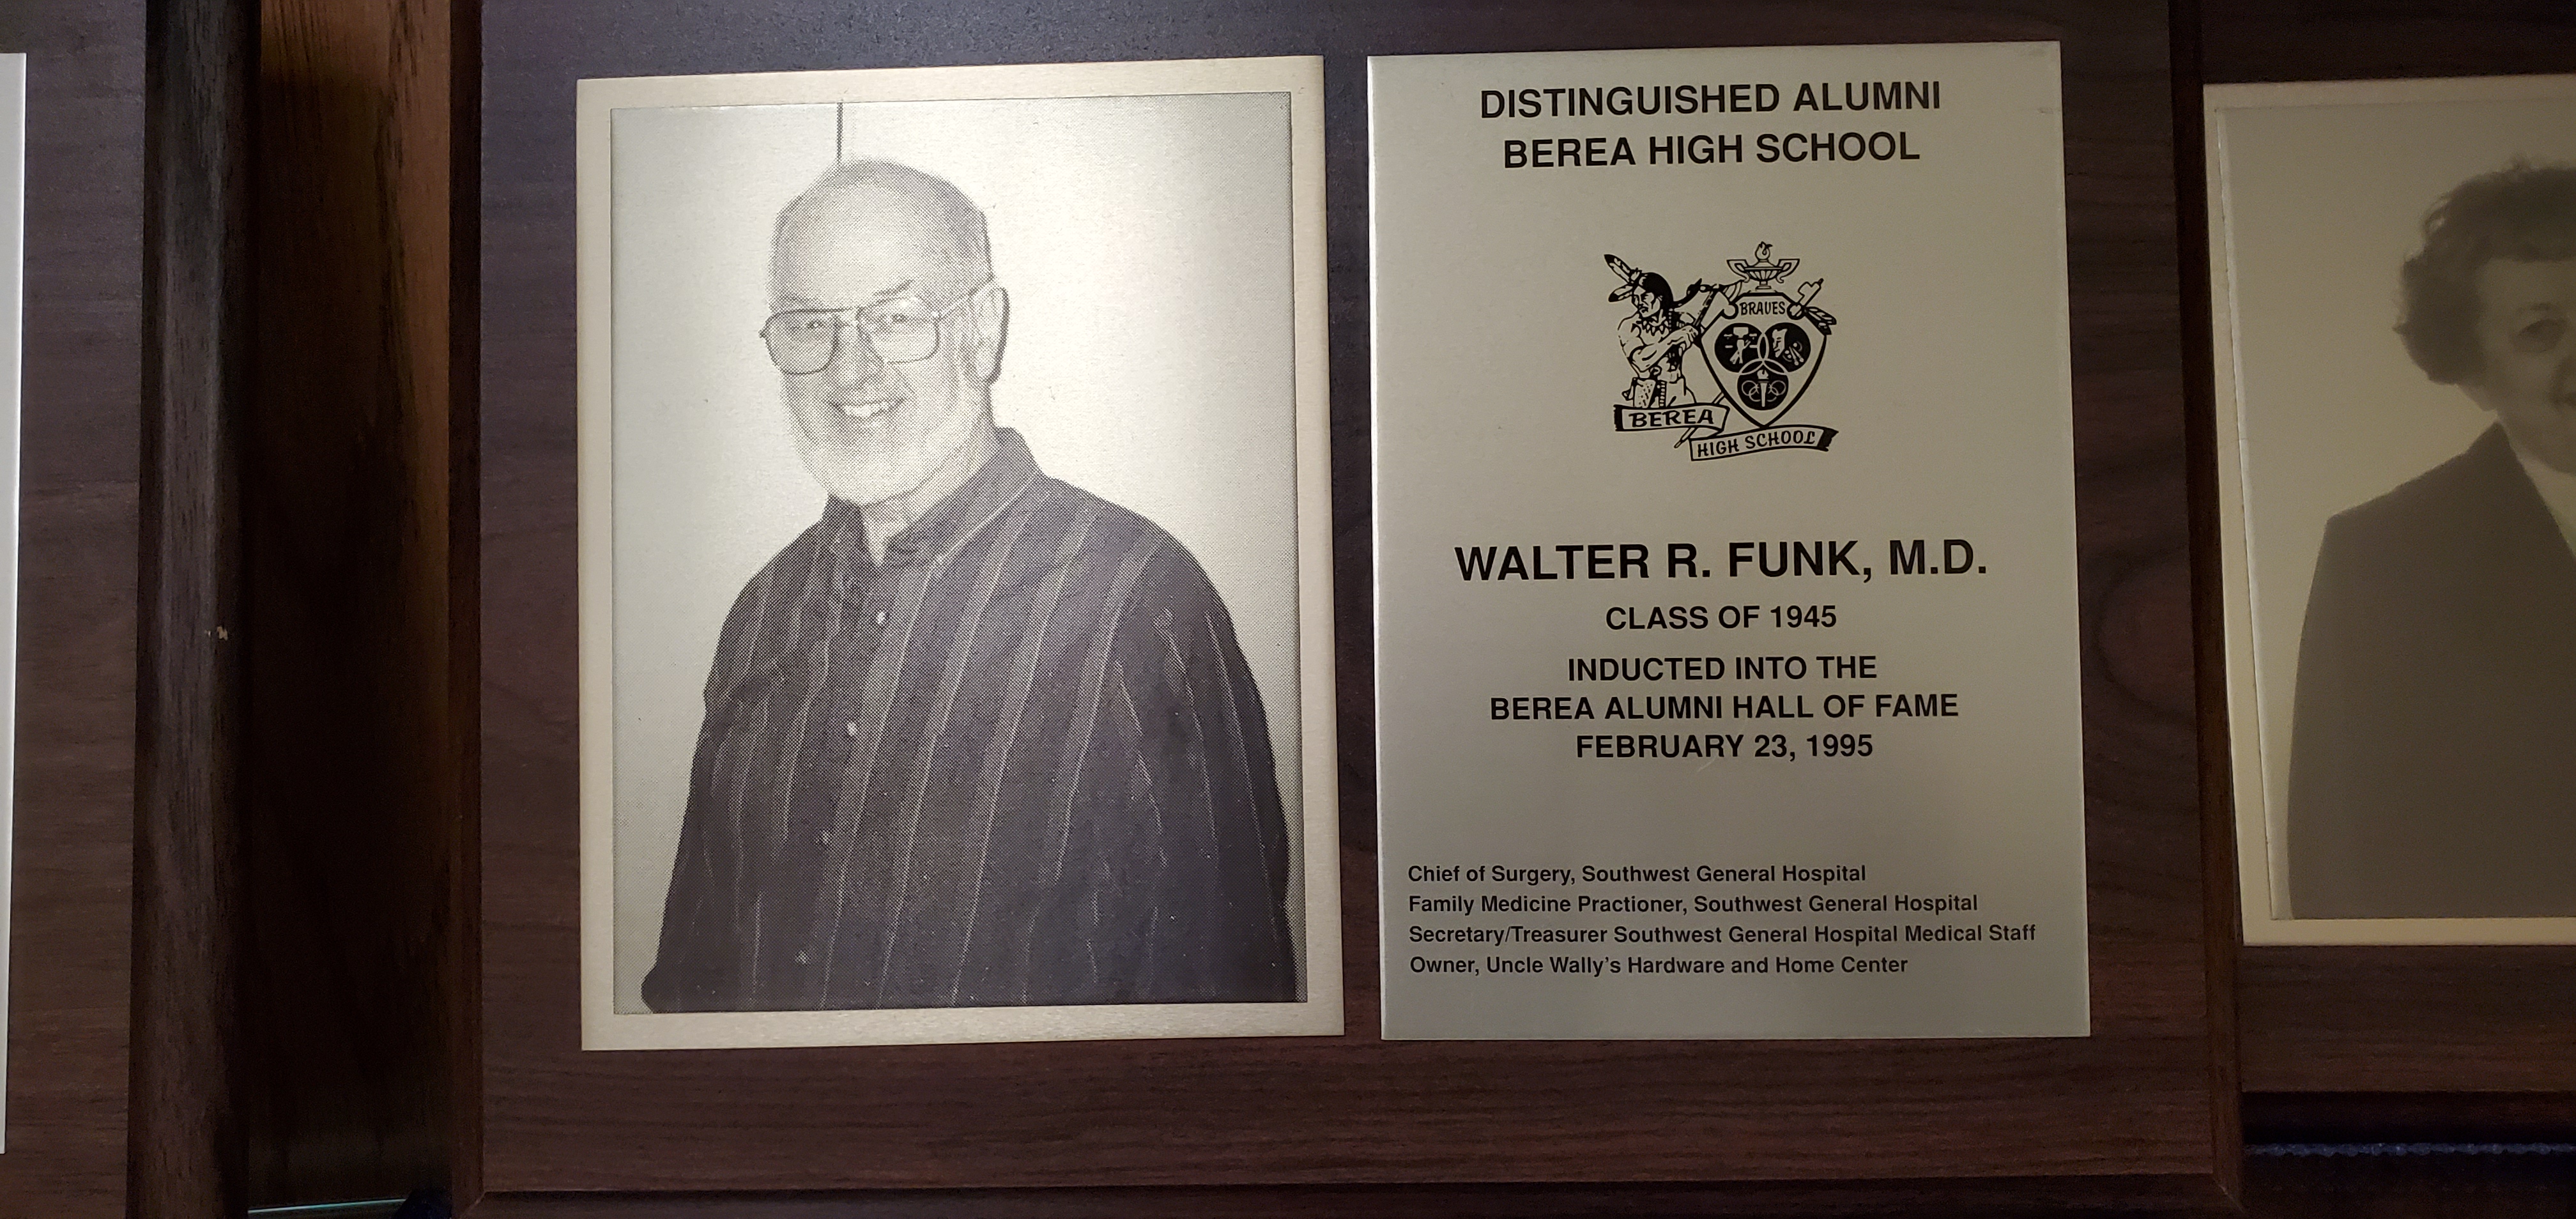 DISTINGUISHED ALUMNI
BEREA HIGH SCHOOL
BRAVES
BEREA
HIGH SCHOOL
WALTER R. FUNK, M.D.
CLASS OF 1945
INDUCTED INTO THE
BEREA ALUMNI HALL OF FAME
FEBRUARY 23, 1995
Chief of Surgery, Southwest General Hospital
Family Medicine Practioner, Southwest General Hospital
Secretary/Treasurer Southwest General Hospital Medical Staff
Owner, Uncle Wally's Hardware and Home Center